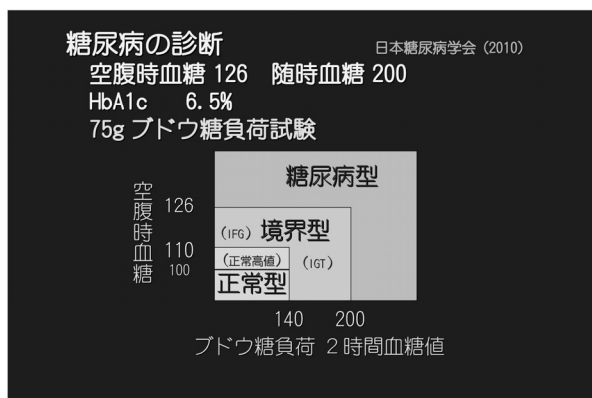 糖尿病の診断
日本糖尿病学会（2010）
空腹時血糖 126　随時血糖 200
HbA1c　6.5%
75g ブドウ糖負荷試験
糖尿病型
空腹時血糖
126
（IFG）境界型
110
（正常高値）
（IGT）
100
正常型
140　200
ブドウ糖負荷 ２時間血糖値